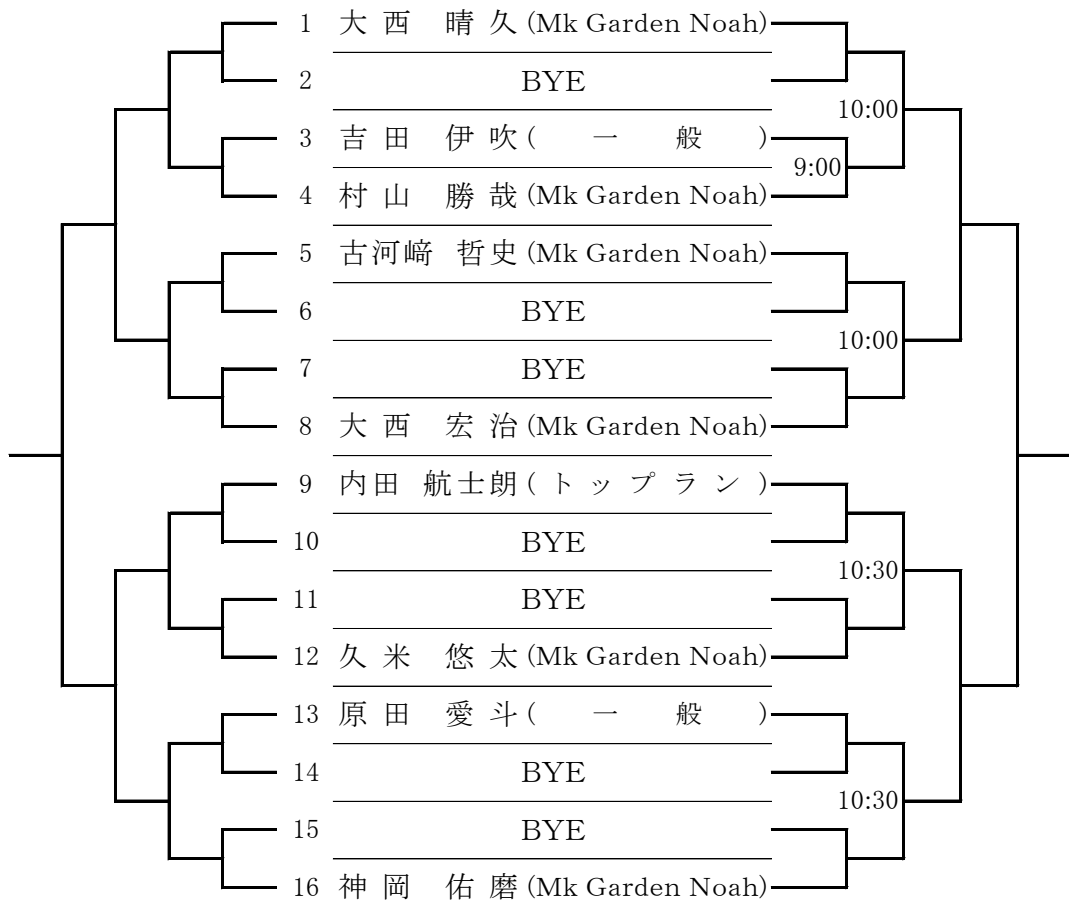 1 大西 晴久(Mk Garden Noah)
2 BYE
10:00
3 吉田 伊吹(一般)
9:00
4 村山 勝哉(Mk Garden Noah)
5 古河﨑 哲史(Mk Garden Noah)
6 BYE
10:00
7 BYE
8 大西 宏治(Mk Garden Noah)
9 内田 航士朗(トップラン)
10 BYE
10:30
11 BYE
12 久米 悠太(Mk Garden Noah)
13 原田 愛斗(一般)
14 BYE
10:30
15 BYE
16 神岡 佑磨(Mk Garden Noah)